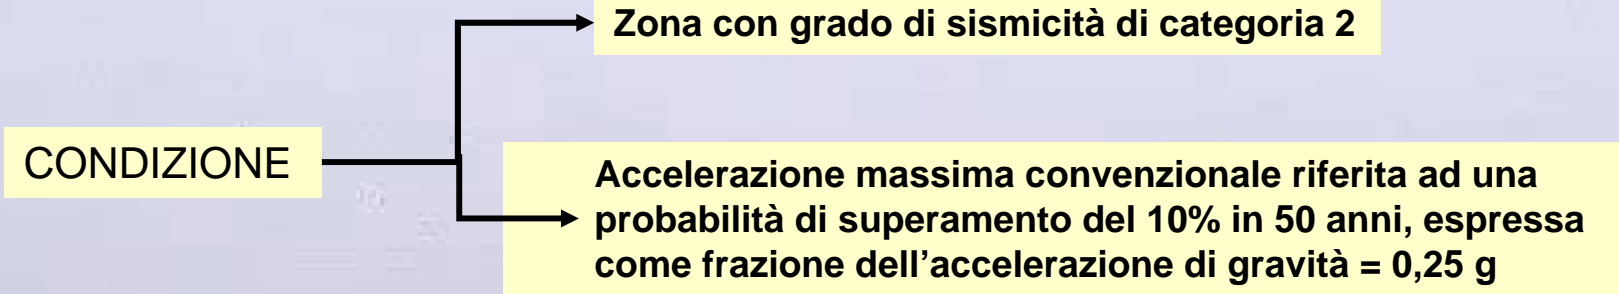 Zona con grado di sismicità di categoria 2
CONDIZIONE
Accelerazione massima convenzionale riferita ad una
probabilità di superamento del 10% in 50 anni, espressa
come frazione dell’accelerazione di gravità = 0,25 g